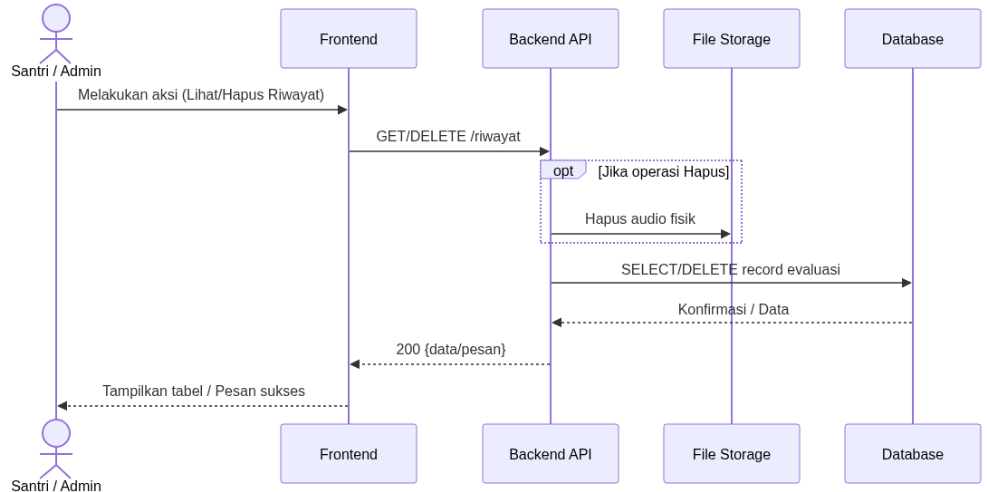 Santri / Admin
Frontend
Backend API
File Storage
Database
Melakukan aksi (Lihat/Hapus Riwayat)
GET/DELETE /riwayat
opt
[Jika operasi Hapus]
Hapus audio fisik
SELECT/DELETE record evaluasi
Konfirmasi / Data
200 {data/pesan}
Tampilkan tabel / Pesan sukses
Santri / Admin
Frontend
Backend API
File Storage
Database